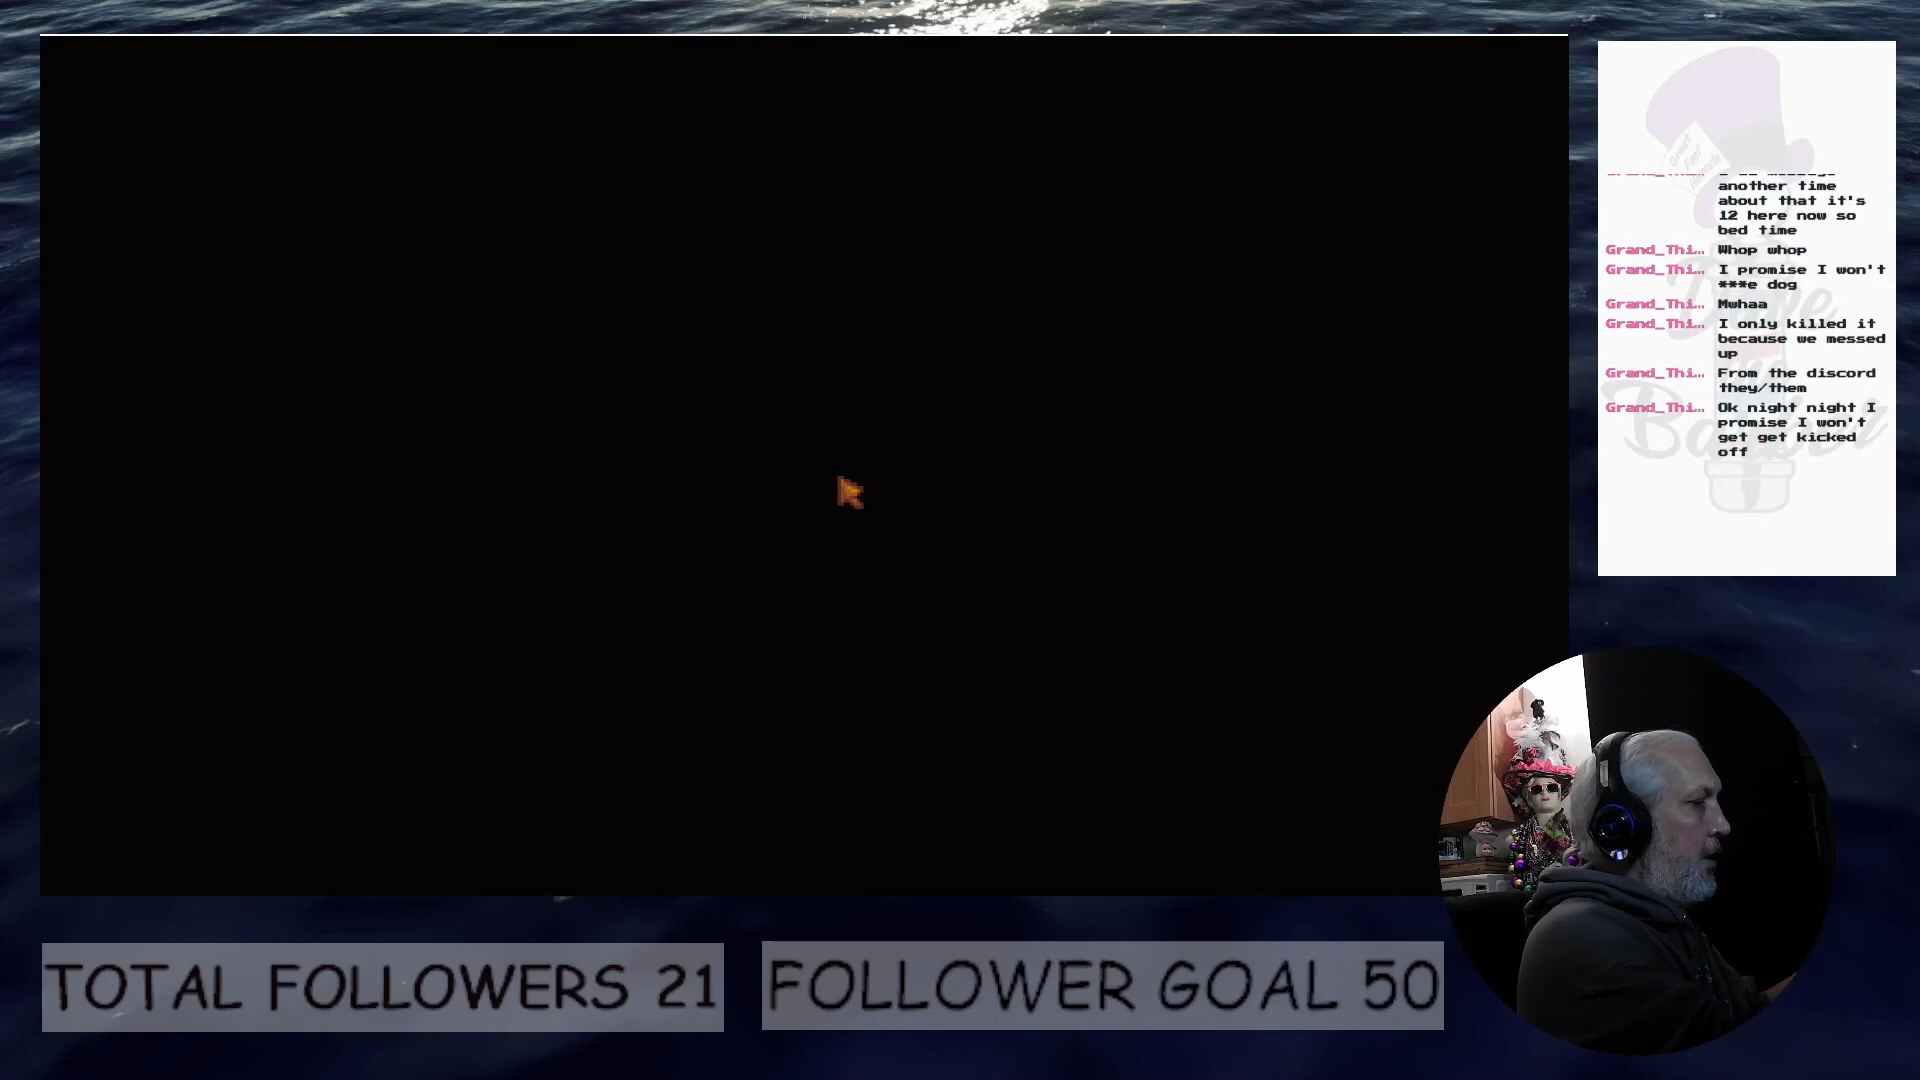 another time
about that it's
12 here now so
bed time
Grand_Thi… Whop whop
Grand_Thi… I promise I won't
***e dog
Grand_Thi… Mwhaa
Grand_Thi… I only killed it
because we messed
up
Grand_Thi… From the discord
they/them
Grand_Thi… Ok night night I
promise I won't
get get kicked
off
Dave
Barker
TOTAL FOLLOWERS 21
FOLLOWER GOAL 50